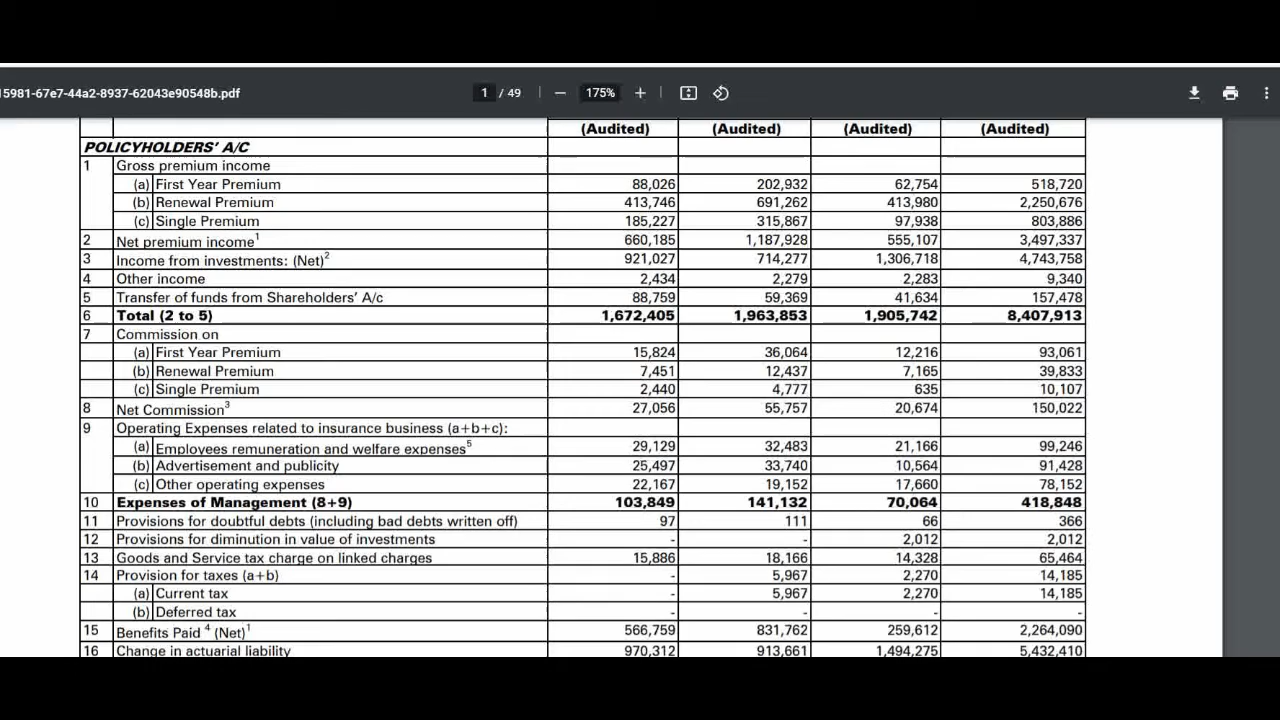 15981-67e7-44a2-8937-62043e90548b.pdf 1 / 49 — 175% +
(Audited) (Audited) (Audited) (Audited)
POLICYHOLDERS' A/C
1 Gross premium income
(a) First Year Premium 88,026 202,932 62,754 518,720
(b) Renewal Premium 413,746 691,262 413,980 2,250,676
(c) Single Premium 185,227 315,867 97,938 803,886
2 Net premium income1 660,185 1,187,928 555,107 3,497,337
3 Income from investments: (Net)2 921,027 714,277 1,306,718 4,743,758
4 Other income 2,434 2,279 2,283 9,340
5 Transfer of funds from Shareholders' A/c 88,759 59,369 41,634 157,478
6 Total (2 to 5) 1,672,405 1,963,853 1,905,742 8,407,913
7 Commission on
(a) First Year Premium 15,824 36,064 12,216 93,061
(b) Renewal Premium 7,451 12,437 7,165 39,833
(c) Single Premium 2,440 4,777 635 10,107
8 Net Commission3 27,056 55,757 20,674 150,022
9 Operating Expenses related to insurance business (a+b+c):
(a) Employees remuneration and welfare expenses5 29,129 32,483 21,166 99,246
(b) Advertisement and publicity 25,497 33,740 10,564 91,428
(c) Other operating expenses 22,167 19,152 17,660 78,152
10 Expenses of Management (8+9) 103,849 141,132 70,064 418,848
11 Provisions for doubtful debts (including bad debts written off) 97 111 66 366
12 Provisions for diminution in value of investments - - 2,012 2,012
13 Goods and Service tax charge on linked charges 15,886 18,166 14,328 65,464
14 Provision for taxes (a+b) - 5,967 2,270 14,185
(a) Current tax - 5,967 2,270 14,185
(b) Deferred tax - - - -
15 Benefits Paid 4 (Net)1 566,759 831,762 259,612 2,264,090
16 Change in actuarial liability 970,312 913,661 1,494,275 5,432,410